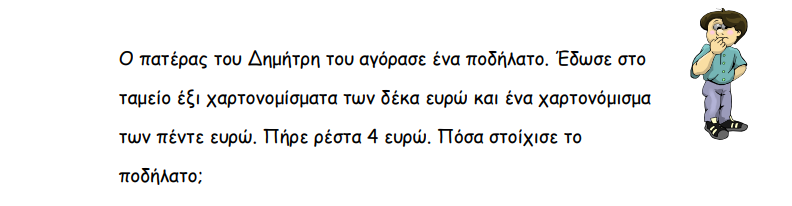 Ο πατέρας του Δημήτρη του αγόρασε ένα ποδήλατο. Έδωσε στο
ταμείο έξι χαρτονομίσματα των δέκα ευρώ και ένα χαρτονόμισμα
των πέντε ευρώ. Πήρε ρέστα 4 ευρώ. Πόσα στοίχισε το
ποδήλατο;